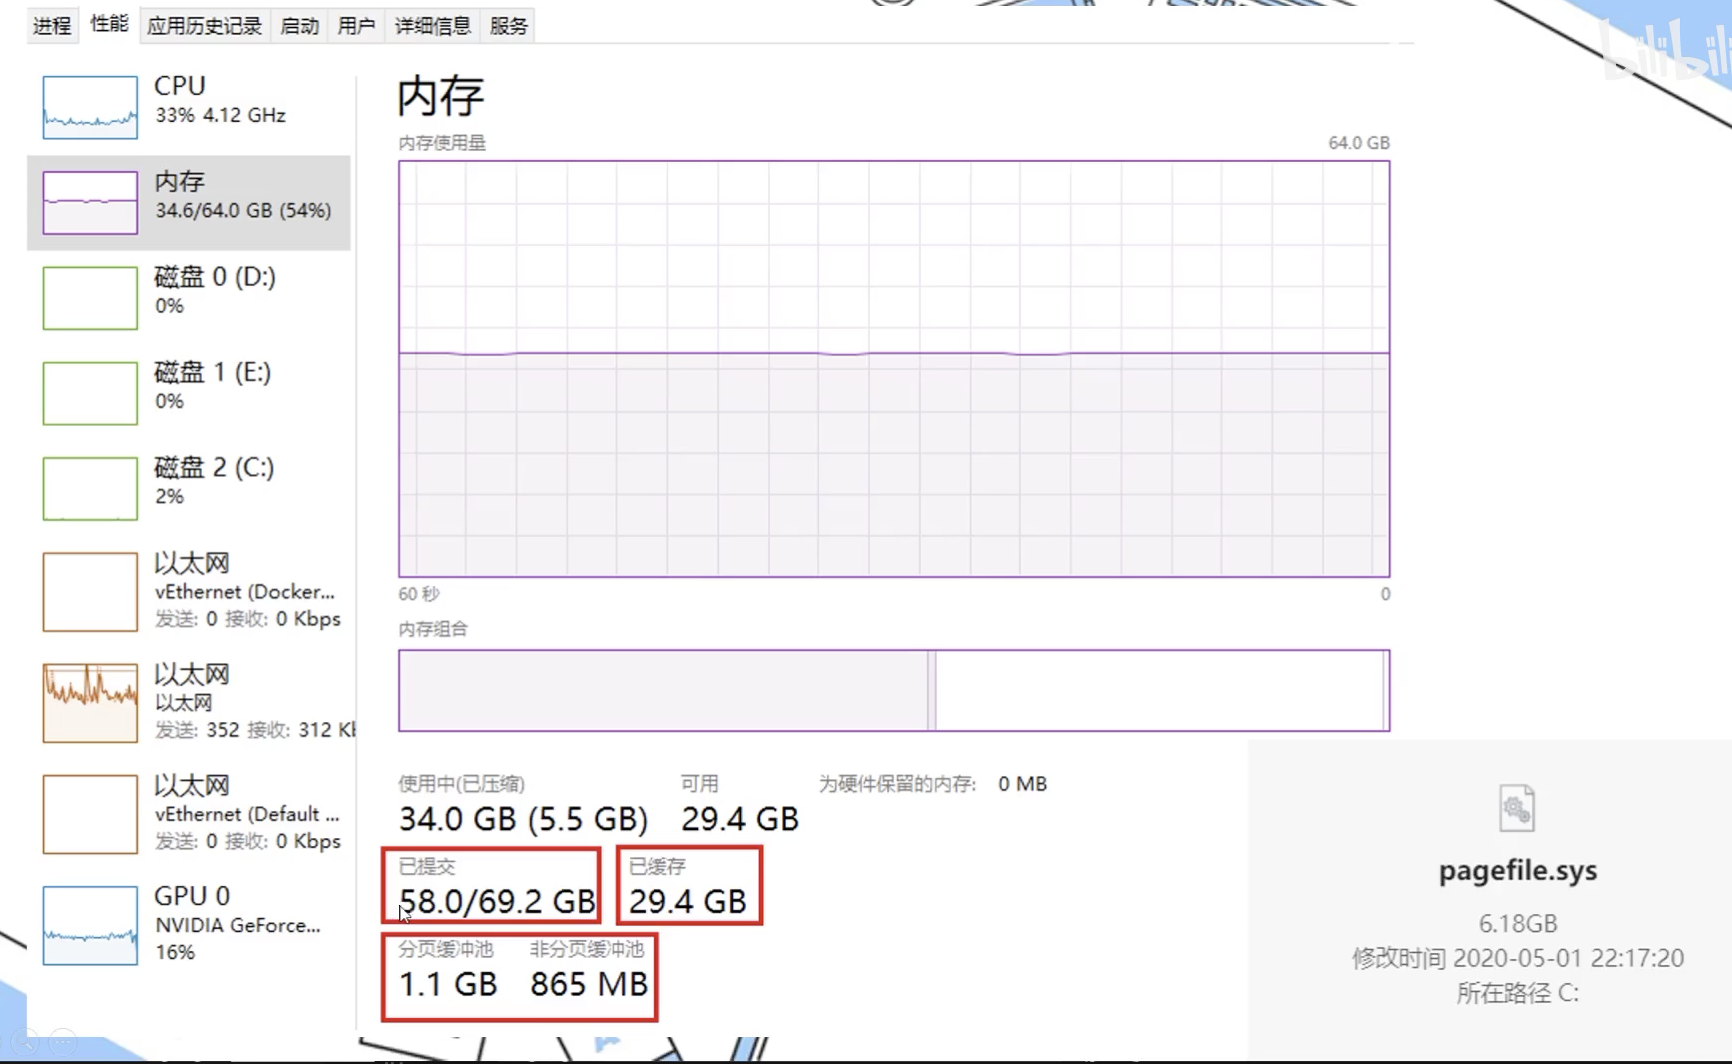 进程 性能 应用历史记录 启动 用户 详细信息 服务
bilibili
CPU
33% 4.12 GHz
内存
34.6/64.0 GB (54%)
磁盘 0 (D:)
0%
磁盘 1 (E:)
0%
磁盘 2 (C:)
2%
以太网
vEthernet (Docker...
发送: 0 接收: 0 Kbps
以太网
以太网
发送: 352 接收: 312 Kl
以太网
vEthernet (Default ...
发送: 0 接收: 0 Kbps
GPU 0
NVIDIA GeForce...
16%
内存
内存使用量 64.0 GB
60 秒 0
内存组合
使用中(已压缩) 可用 为硬件保留的内存: 0 MB
34.0 GB (5.5 GB) 29.4 GB
已提交 已缓存
58.0/69.2 GB 29.4 GB
分页缓冲池 非分页缓冲池
1.1 GB 865 MB
pagefile.sys
6.18GB
修改时间 2020-05-01 22:17:20
所在路径 C: